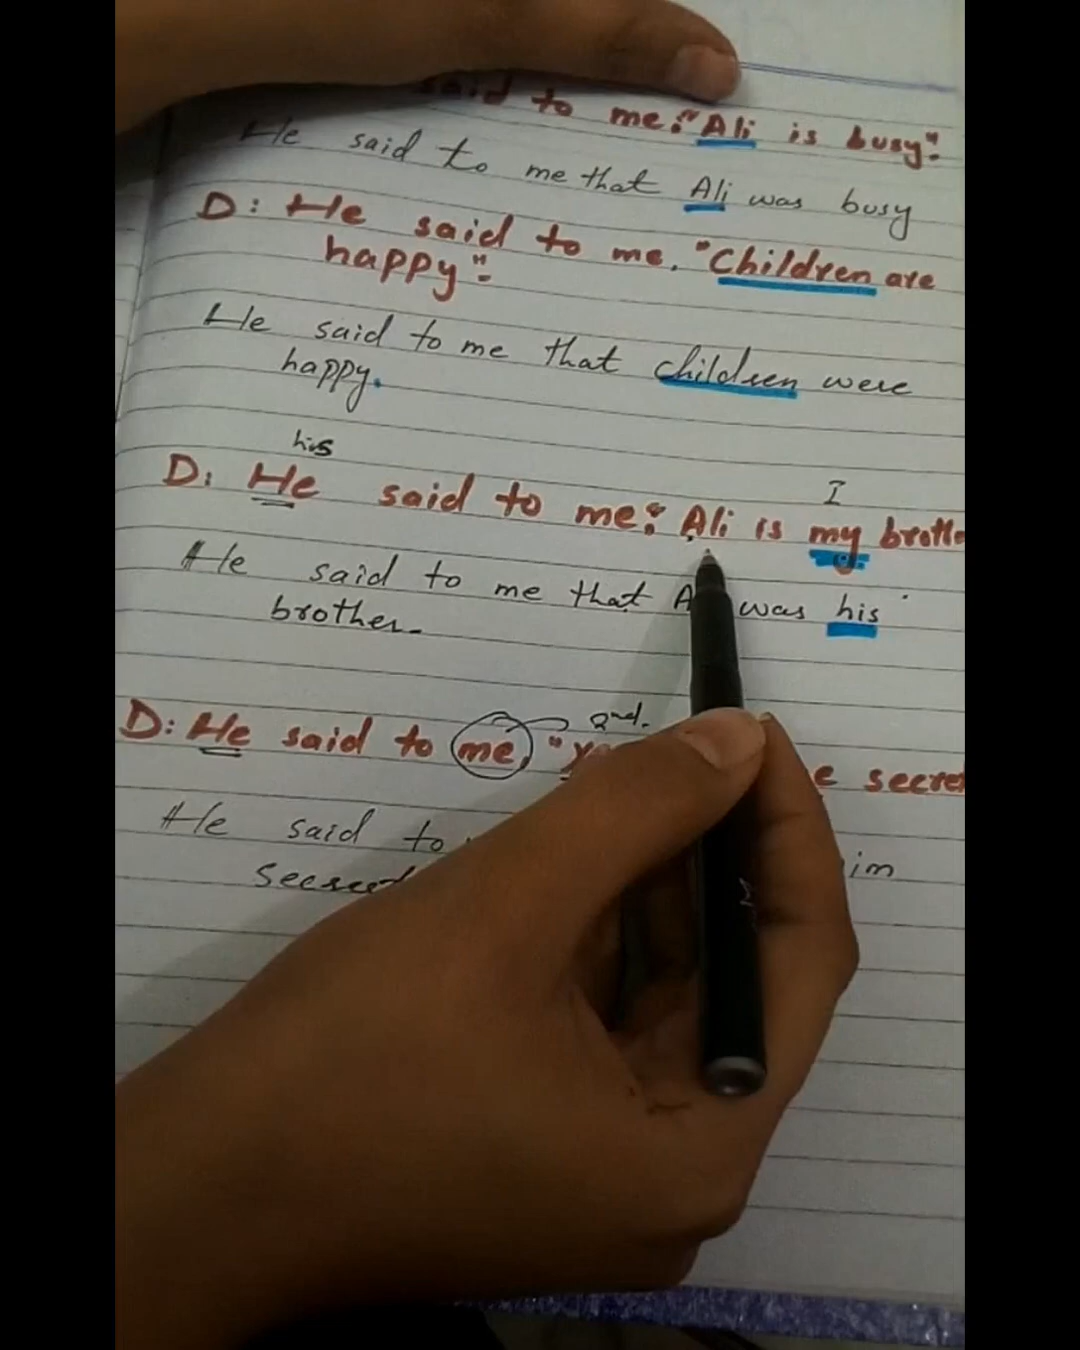 said to me: "Ali is busy".
He said to me that Ali was busy
D: He said to me. "Children are
happy".
He said to me that children were
happy.
his
I
D: He said to me: Ali is my
He said to me that was his
brother.
2nd.
D: He said to me, "
He said to